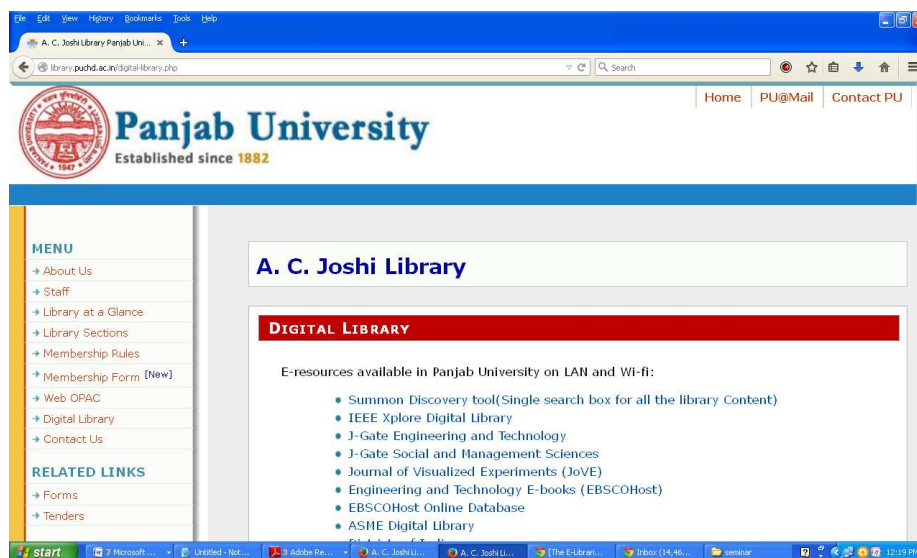 File Edit View History Bookmarks Tools Help
A. C. Joshi Library Panjab Uni...
library.puchd.ac.in/digital-library.php
Search
Home PU@Mail Contact PU
Panjab University
Established since 1882
1947
MENU
About Us
Staff
Library at a Glance
Library Sections
Membership Rules
Membership Form [New]
Web OPAC
Digital Library
Contact Us
RELATED LINKS
Forms
Tenders
A. C. Joshi Library
DIGITAL LIBRARY
E-resources available in Panjab University on LAN and Wi-fi:
Summon Discovery tool(Single search box for all the library Content)
IEEE Xplore Digital Library
J-Gate Engineering and Technology
J-Gate Social and Management Sciences
Journal of Visualized Experiments (JoVE)
Engineering and Technology E-books (EBSCOHost)
EBSCOHost Online Database
ASME Digital Library
start 7 Microsoft ... Untitled - Not... 3 Adobe Re... A. C. Joshi Li... A. C. Joshi Li... (The E-Librari... Inbox (14,46... seminar 12:19 PM